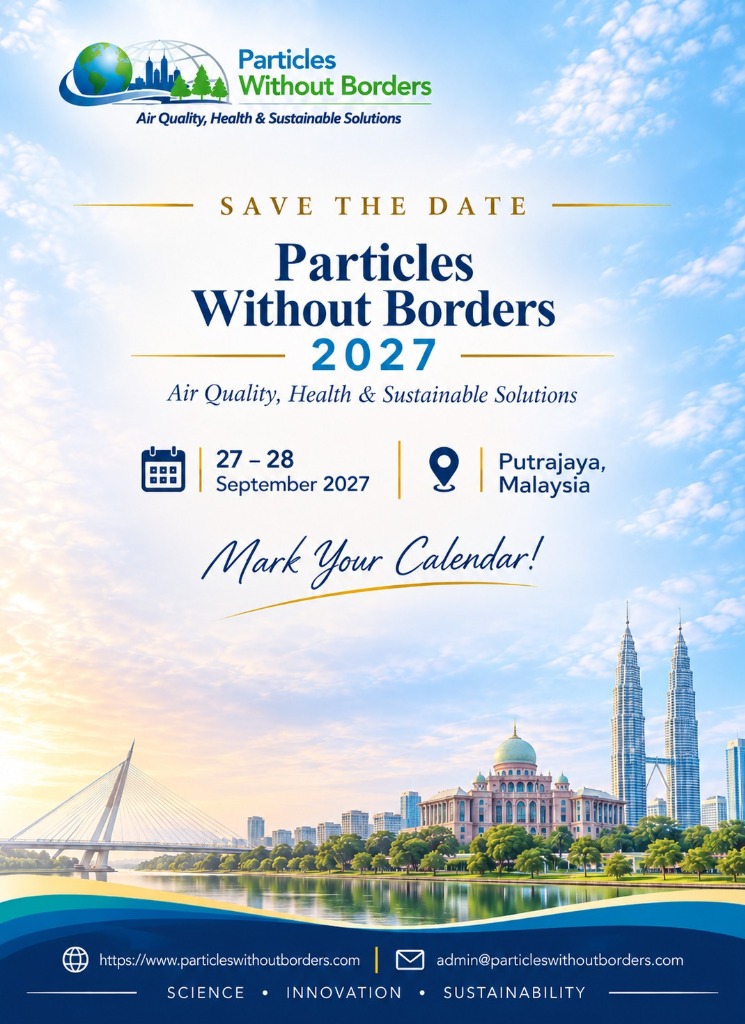 Particles
Without Borders
Air Quality, Health & Sustainable Solutions
SAVE THE DATE
Particles
Without Borders
2027
Air Quality, Health & Sustainable Solutions
27 – 28
September 2027
Putrajaya,
Malaysia
Mark Your Calendar!
https://www.particleswithoutborders.com
admin@particleswithoutborders.com
SCIENCE • INNOVATION • SUSTAINABILITY